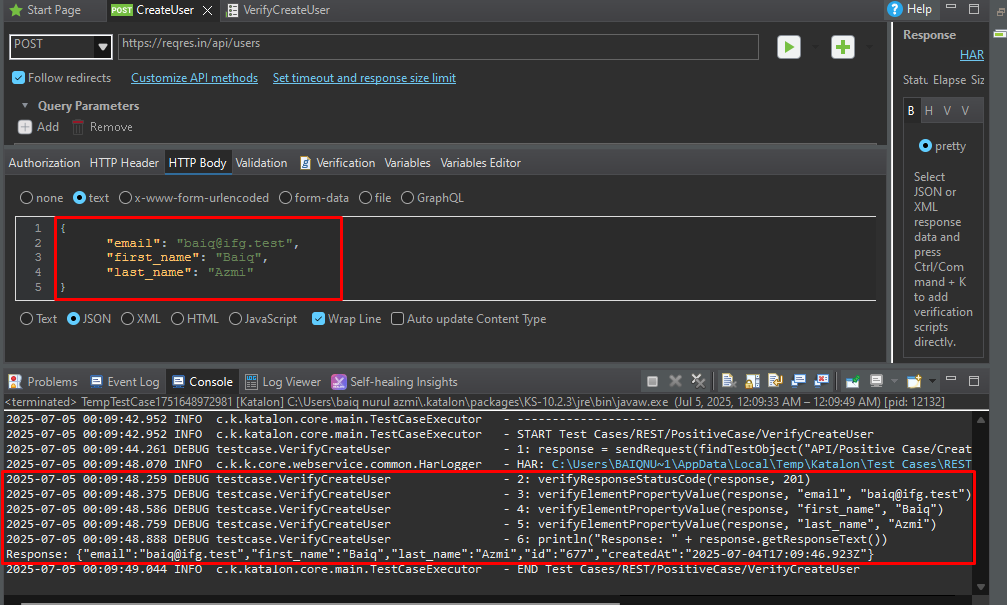 Start Page
POST CreateUser
VerifyCreateUser
Help
POST
https://reqres.in/api/users
Follow redirects Customize API methods Set timeout and response size limit
Query Parameters
Add Remove
Authorization HTTP Header HTTP Body Validation Verification Variables Variables Editor
none text x-www-form-urlencoded form-data file GraphQL
1 {
2 "email": "baiq@ifg.test",
3 "first_name": "Baiq",
4 "last_name": "Azmi"
5 }
Text JSON XML HTML JavaScript Wrap Line Auto update Content Type
Response
HAR
Statu Elapse Siz
B H V V
pretty
Select
JSON or
XML
response
data and
press
Ctrl/Com
mand + K
to add
verification
scripts
directly.
Problems Event Log Console Log Viewer Self-healing Insights
<terminated> TempTestCase1751648972981 [Katalon] C:\Users\baiq nurul azmi\.katalon\packages\KS-10.2.3\jre\bin\javaw.exe (Jul 5, 2025, 12:09:33 AM – 12:09:49 AM) [pid: 12132]
2025-07-05 00:09:42.952 INFO c.k.katalon.core.main.TestCaseExecutor - --------------------
2025-07-05 00:09:42.952 INFO c.k.katalon.core.main.TestCaseExecutor - START Test Cases/REST/PositiveCase/VerifyCreateUser
2025-07-05 00:09:44.261 DEBUG testcase.VerifyCreateUser - 1: response = sendRequest(findTestObject("API/Positive Case/Creat
2025-07-05 00:09:48.070 INFO c.k.k.core.webservice.common.HarLogger - HAR: C:\Users\BAIQNU~1\AppData\Local\Temp\Katalon\Test Cases\REST
2025-07-05 00:09:48.259 DEBUG testcase.VerifyCreateUser - 2: verifyResponseStatusCode(response, 201)
2025-07-05 00:09:48.375 DEBUG testcase.VerifyCreateUser - 3: verifyElementPropertyValue(response, "email", "baiq@ifg.test")
2025-07-05 00:09:48.586 DEBUG testcase.VerifyCreateUser - 4: verifyElementPropertyValue(response, "first_name", "Baiq")
2025-07-05 00:09:48.759 DEBUG testcase.VerifyCreateUser - 5: verifyElementPropertyValue(response, "last_name", "Azmi")
2025-07-05 00:09:48.888 DEBUG testcase.VerifyCreateUser - 6: println("Response: " + response.getResponseText())
Response: {"email":"baiq@ifg.test","first_name":"Baiq","last_name":"Azmi","id":"677","createdAt":"2025-07-04T17:09:46.923Z"}
2025-07-05 00:09:49.044 INFO c.k.katalon.core.main.TestCaseExecutor - END Test Cases/REST/PositiveCase/VerifyCreateUser